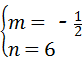 {m = - 1/2
n = 6